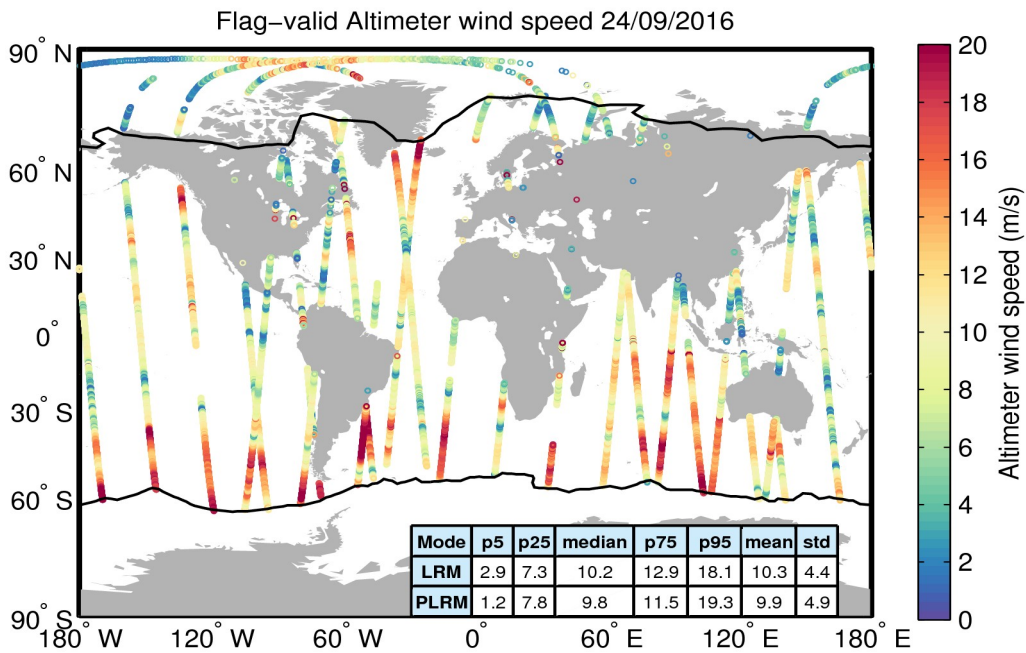 Flag−valid Altimeter wind speed 24/09/2016
90° N
60° N
30° N
0°
30° S
60° S
90° S
180° W
120° W
60° W
0°
60° E
120° E
180° E
Mode p5 p25 median p75 p95 mean std
LRM 2.9 7.3 10.2 12.9 18.1 10.3 4.4
PLRM 1.2 7.8 9.8 11.5 19.3 9.9 4.9
20
18
16
14
12
10
8
6
4
2
0
Altimeter wind speed (m/s)